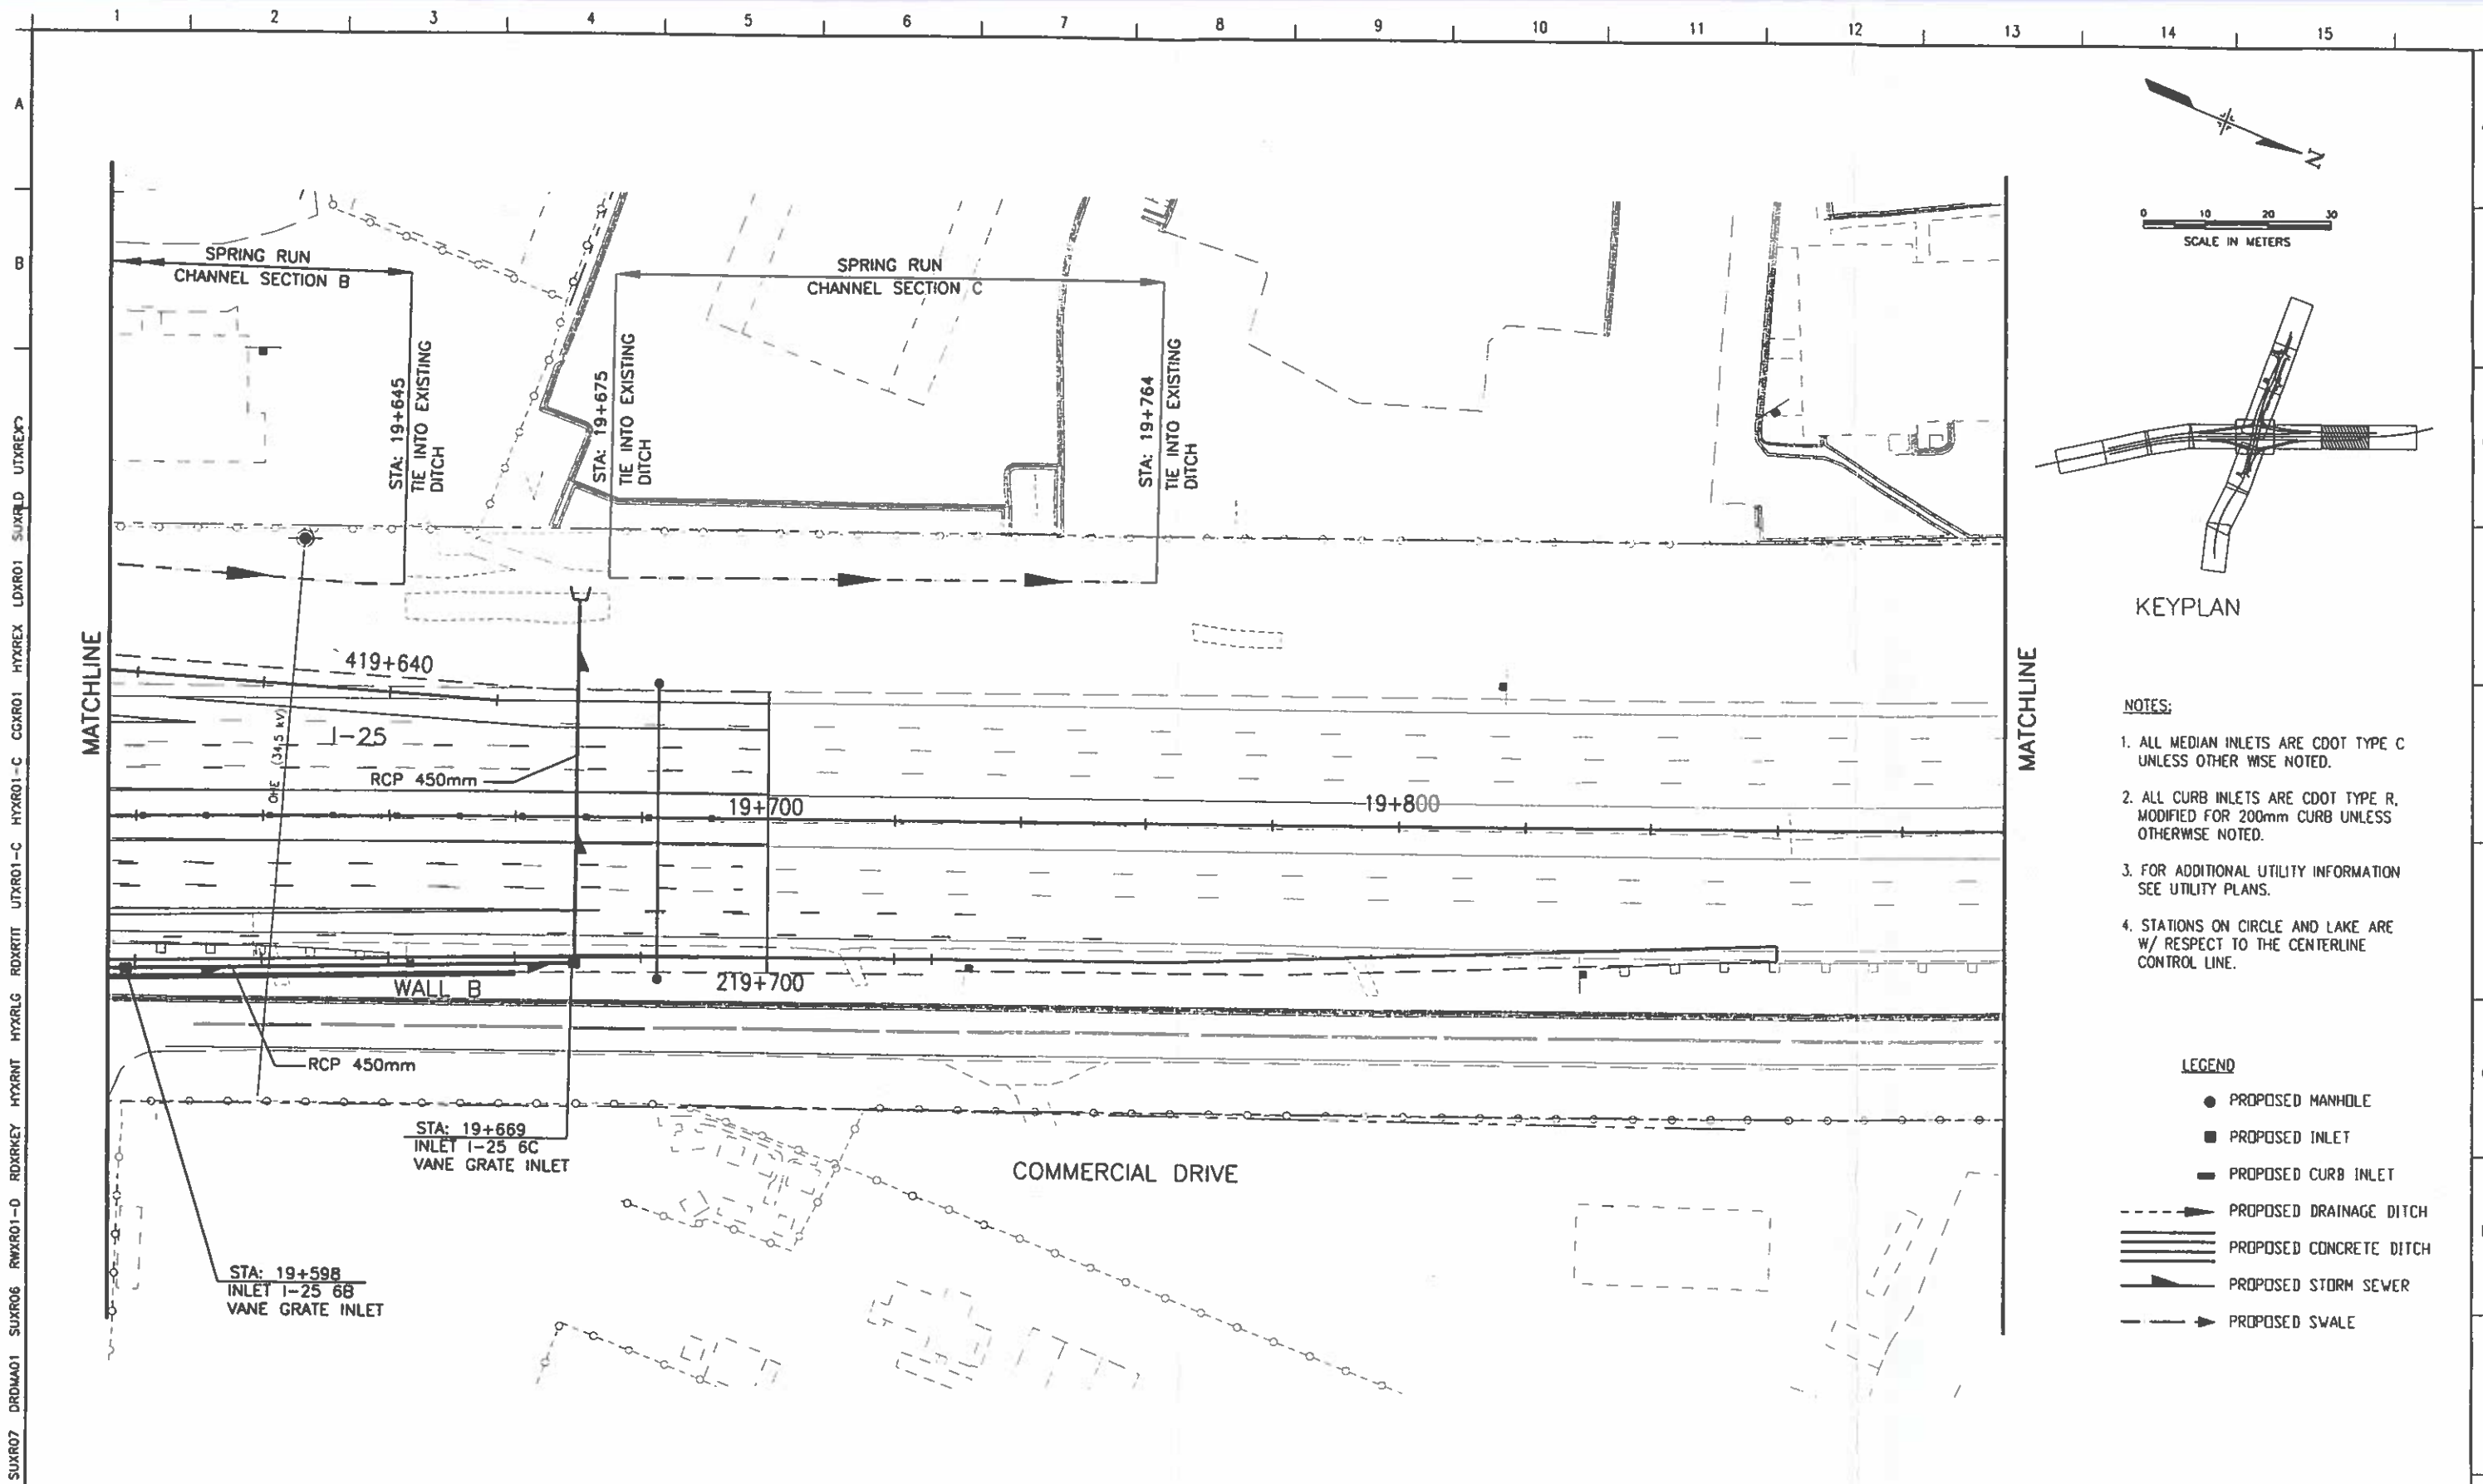 1 2 3 4 5 6 7 8 9 10 11 12 13 14 15
A
B
N
0 10 20 30
SCALE IN METERS
SPRING RUN
CHANNEL SECTION B
SPRING RUN
CHANNEL SECTION C
STA: 19+645
TIE INTO EXISTING
DITCH
STA: 19+675
TIE INTO EXISTING
DITCH
STA: 19+764
TIE INTO EXISTING
DITCH
KEYPLAN
MATCHLINE
MATCHLINE
419+640
I-25
OHE (34.5 kV)
RCP 450mm
19+700
19+800
WALL B
219+700
RCP 450mm
STA: 19+669
INLET I-25 6C
VANE GRATE INLET
COMMERCIAL DRIVE
STA: 19+598
INLET I-25 6B
VANE GRATE INLET
NOTES:
1. ALL MEDIAN INLETS ARE CDOT TYPE C
UNLESS OTHER WISE NOTED.
2. ALL CURB INLETS ARE CDOT TYPE R,
MODIFIED FOR 200mm CURB UNLESS
OTHERWISE NOTED.
3. FOR ADDITIONAL UTILITY INFORMATION
SEE UTILITY PLANS.
4. STATIONS ON CIRCLE AND LAKE ARE
W/ RESPECT TO THE CENTERLINE
CONTROL LINE.
LEGEND
PROPOSED MANHOLE
PROPOSED INLET
PROPOSED CURB INLET
PROPOSED DRAINAGE DITCH
PROPOSED CONCRETE DITCH
PROPOSED STORM SEWER
PROPOSED SWALE
SUXR07 DRDMA01 SUXR06 RWXR01-D RDXRKEY HYXRNT HYXRLG RDXRTIT UTXR01-C HYXR01-C CGXR01 HYXREX LDXR01 SUXRLD UTXREX